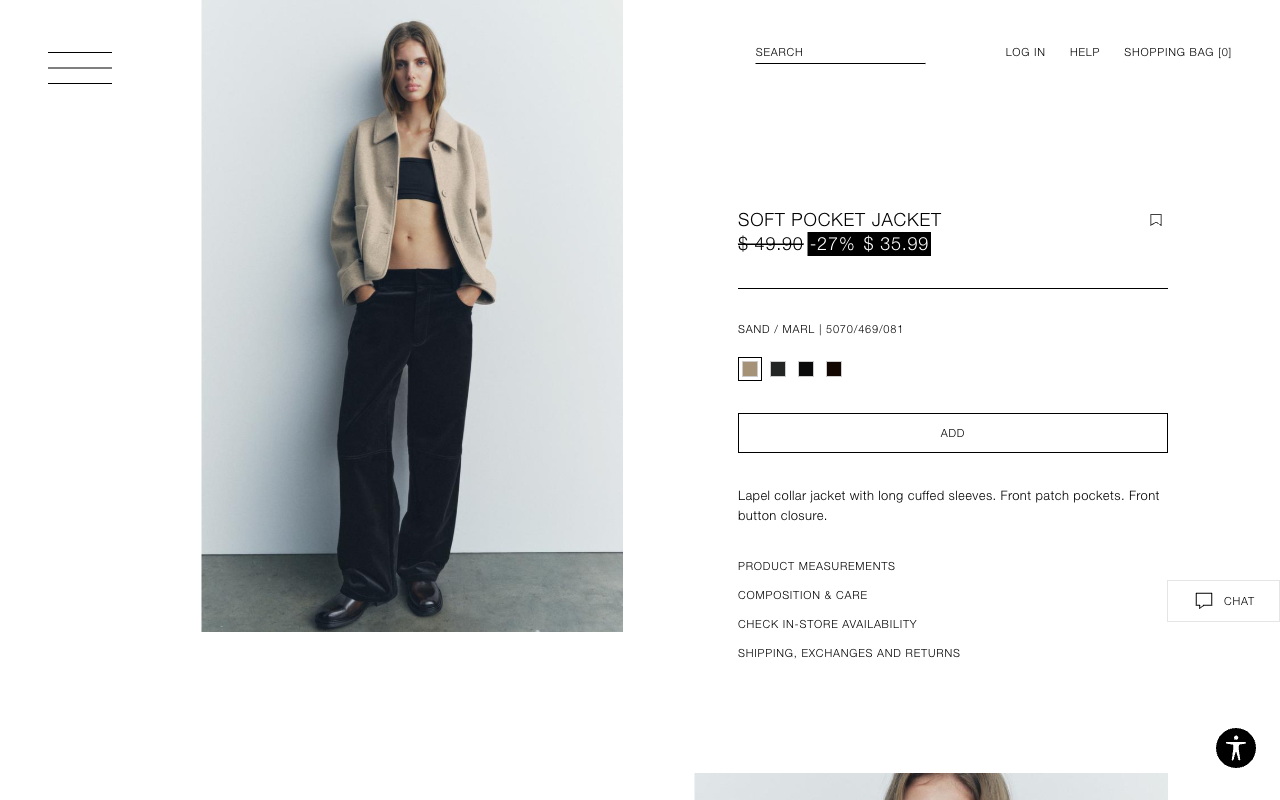 SEARCH
LOG IN
HELP
SHOPPING BAG [0]
SOFT POCKET JACKET
$ 49.90 -27% $ 35.99
SAND / MARL | 5070/469/081
ADD
Lapel collar jacket with long cuffed sleeves. Front patch pockets. Front
button closure.
PRODUCT MEASUREMENTS
COMPOSITION & CARE
CHECK IN-STORE AVAILABILITY
SHIPPING, EXCHANGES AND RETURNS
CHAT